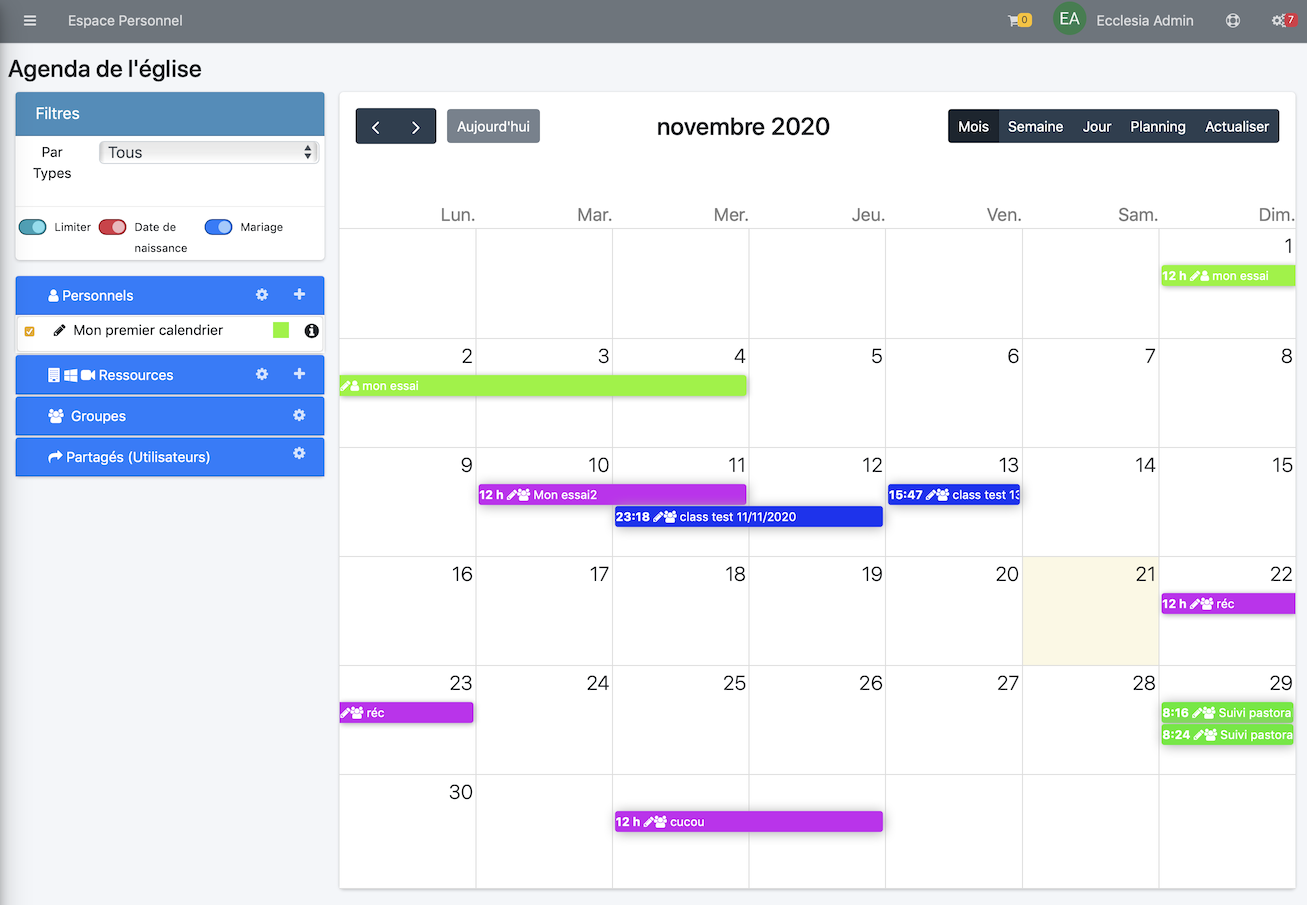 Espace Personnel
0
EA
Ecclesia Admin
7
Agenda de l'église
Filtres
Par Types
Tous
Limiter
Date de naissance
Mariage
Personnels
Mon premier calendrier
Ressources
Groupes
Partagés (Utilisateurs)
Aujourd'hui
novembre 2020
Mois Semaine Jour Planning Actualiser
Lun. Mar. Mer. Jeu. Ven. Sam. Dim.
1
12 h mon essai
2 3 4 5 6 7 8
mon essai
9 10 11 12 13 14 15
12 h Mon essai2
15:47 class test 13
23:18 class test 11/11/2020
16 17 18 19 20 21 22
12 h réc
23 24 25 26 27 28 29
réc
8:16 Suivi pastora
8:24 Suivi pastora
30
12 h cucou